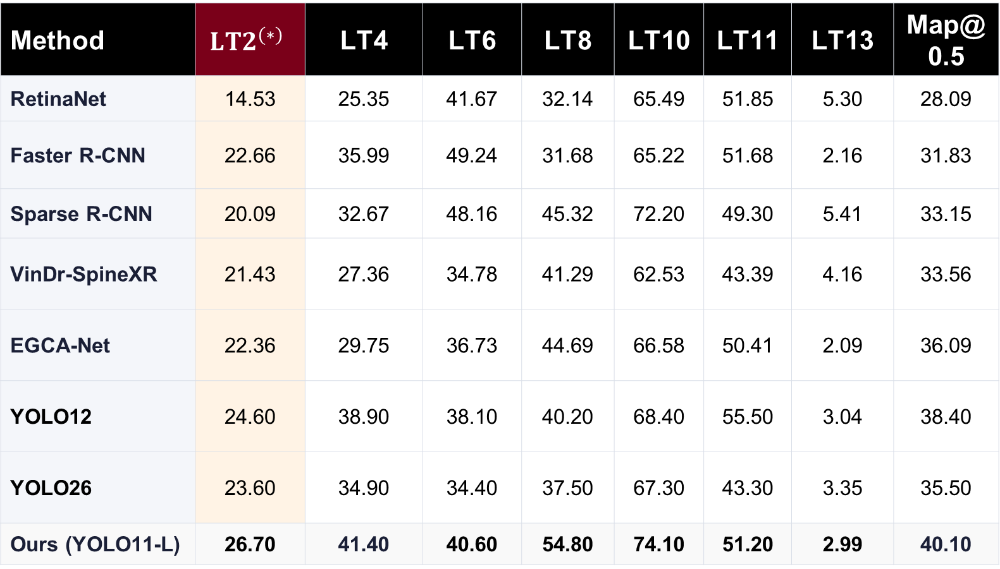 Method LT2(*) LT4 LT6 LT8 LT10 LT11 LT13 Map@
0.5
RetinaNet 14.53 25.35 41.67 32.14 65.49 51.85 5.30 28.09
Faster R-CNN 22.66 35.99 49.24 31.68 65.22 51.68 2.16 31.83
Sparse R-CNN 20.09 32.67 48.16 45.32 72.20 49.30 5.41 33.15
VinDr-SpineXR 21.43 27.36 34.78 41.29 62.53 43.39 4.16 33.56
EGCA-Net 22.36 29.75 36.73 44.69 66.58 50.41 2.09 36.09
YOLO12 24.60 38.90 38.10 40.20 68.40 55.50 3.04 38.40
YOLO26 23.60 34.90 34.40 37.50 67.30 43.30 3.35 35.50
Ours (YOLO11-L) 26.70 41.40 40.60 54.80 74.10 51.20 2.99 40.10